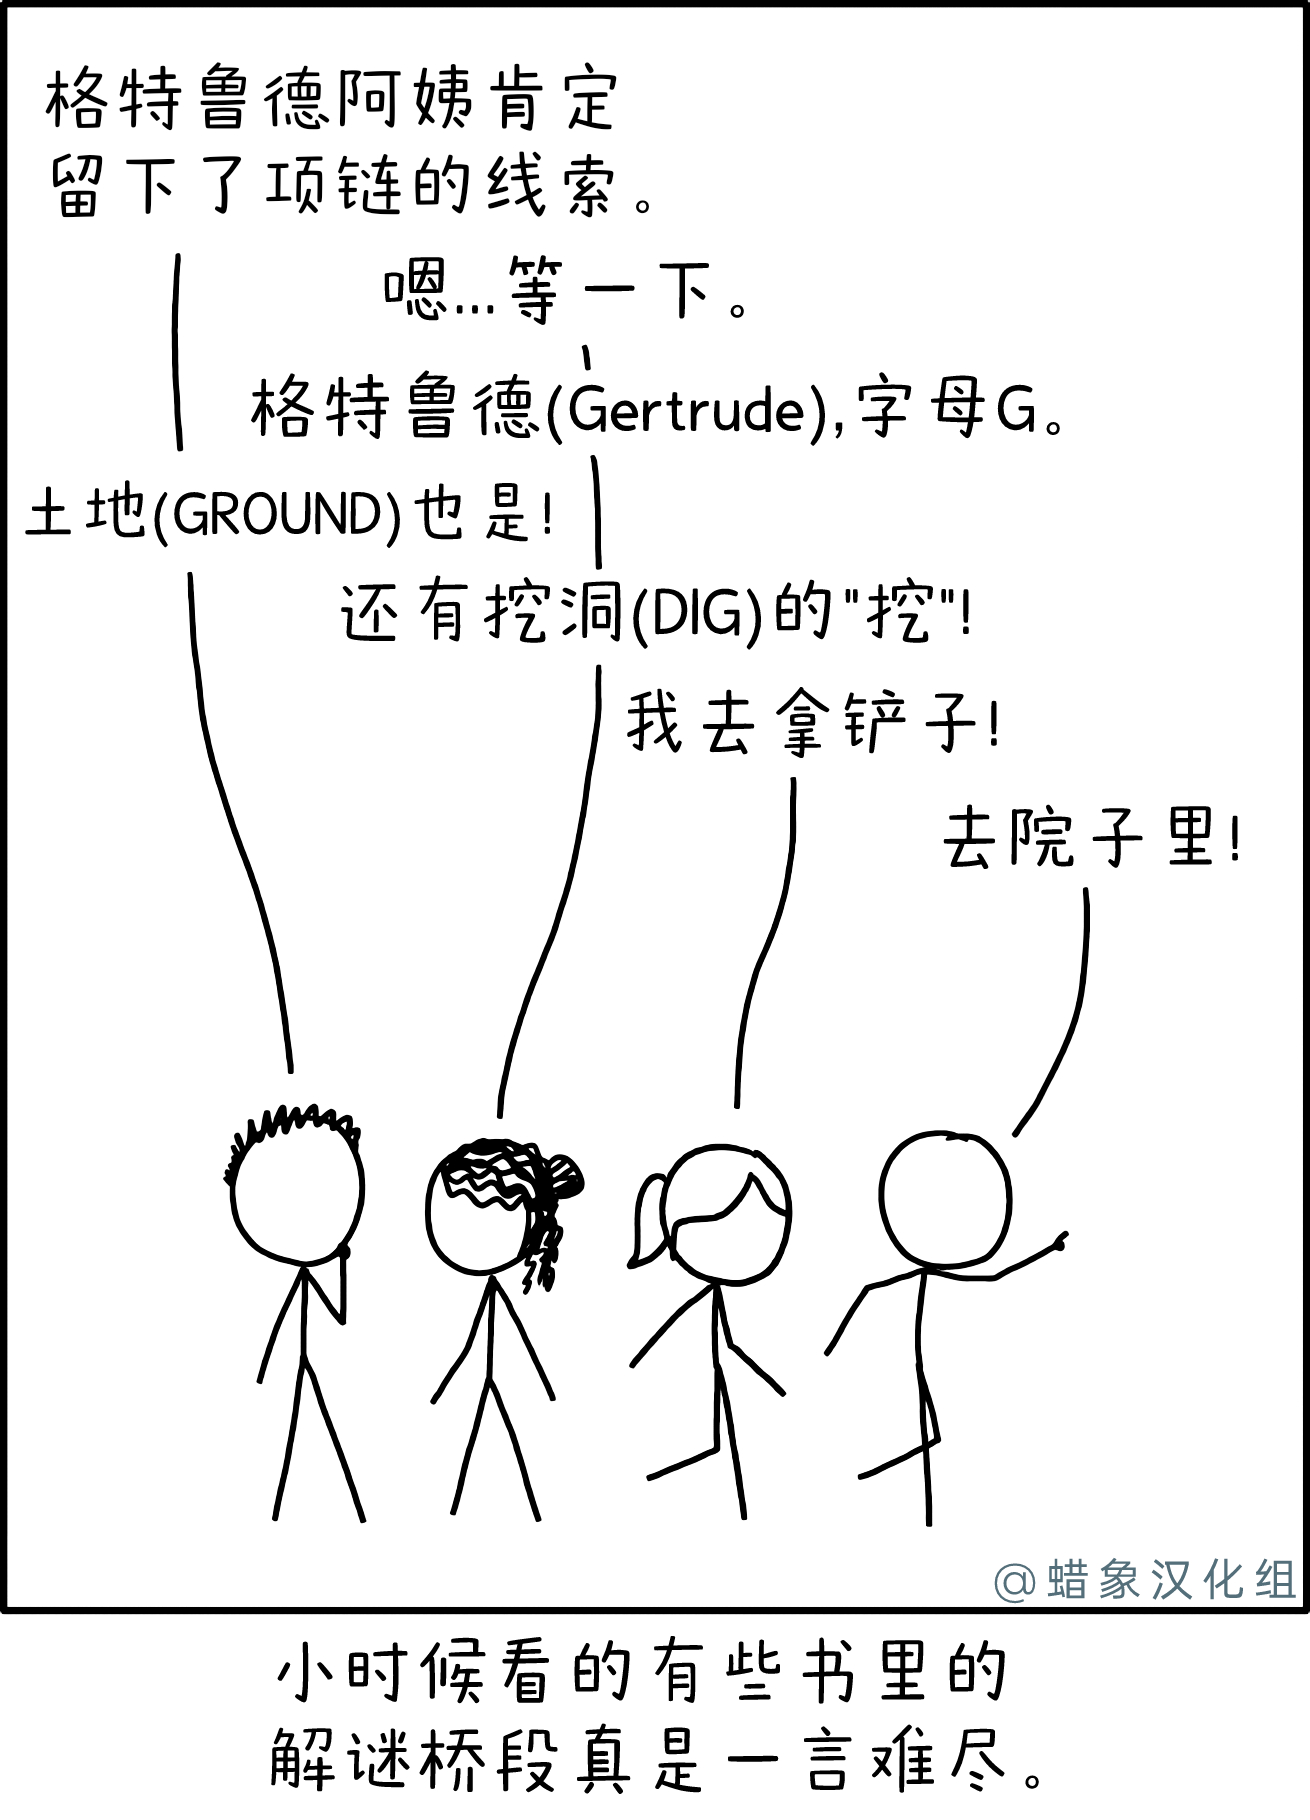 格特鲁德阿姨肯定
留下了项链的线索。
嗯...等一下。
格特鲁德(Gertrude),字母G。
土地(GROUND)也是!
还有挖洞(DIG)的"挖"!
我去拿铲子!
去院子里!
@蜡象汉化组
小时候看的有些书里的
解谜桥段真是一言难尽。